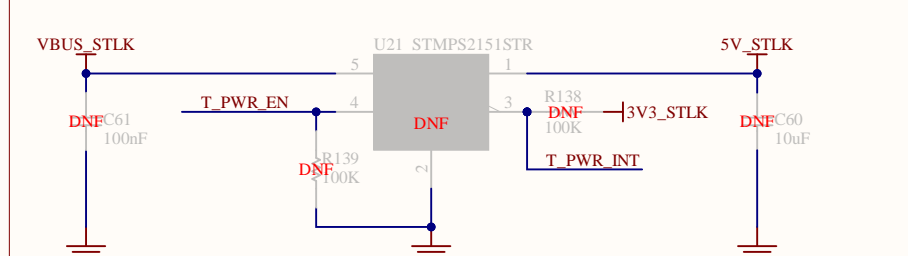 VBUS_STLK
U21 STMPS2151STR
5V_STLK
5
1
T_PWR_EN
4
3
R138
DNF
100K
3V3_STLK
DNF
C61
100nF
DNF
DNF
C60
10uF
T_PWR_INT
R139
DNF
100K
2